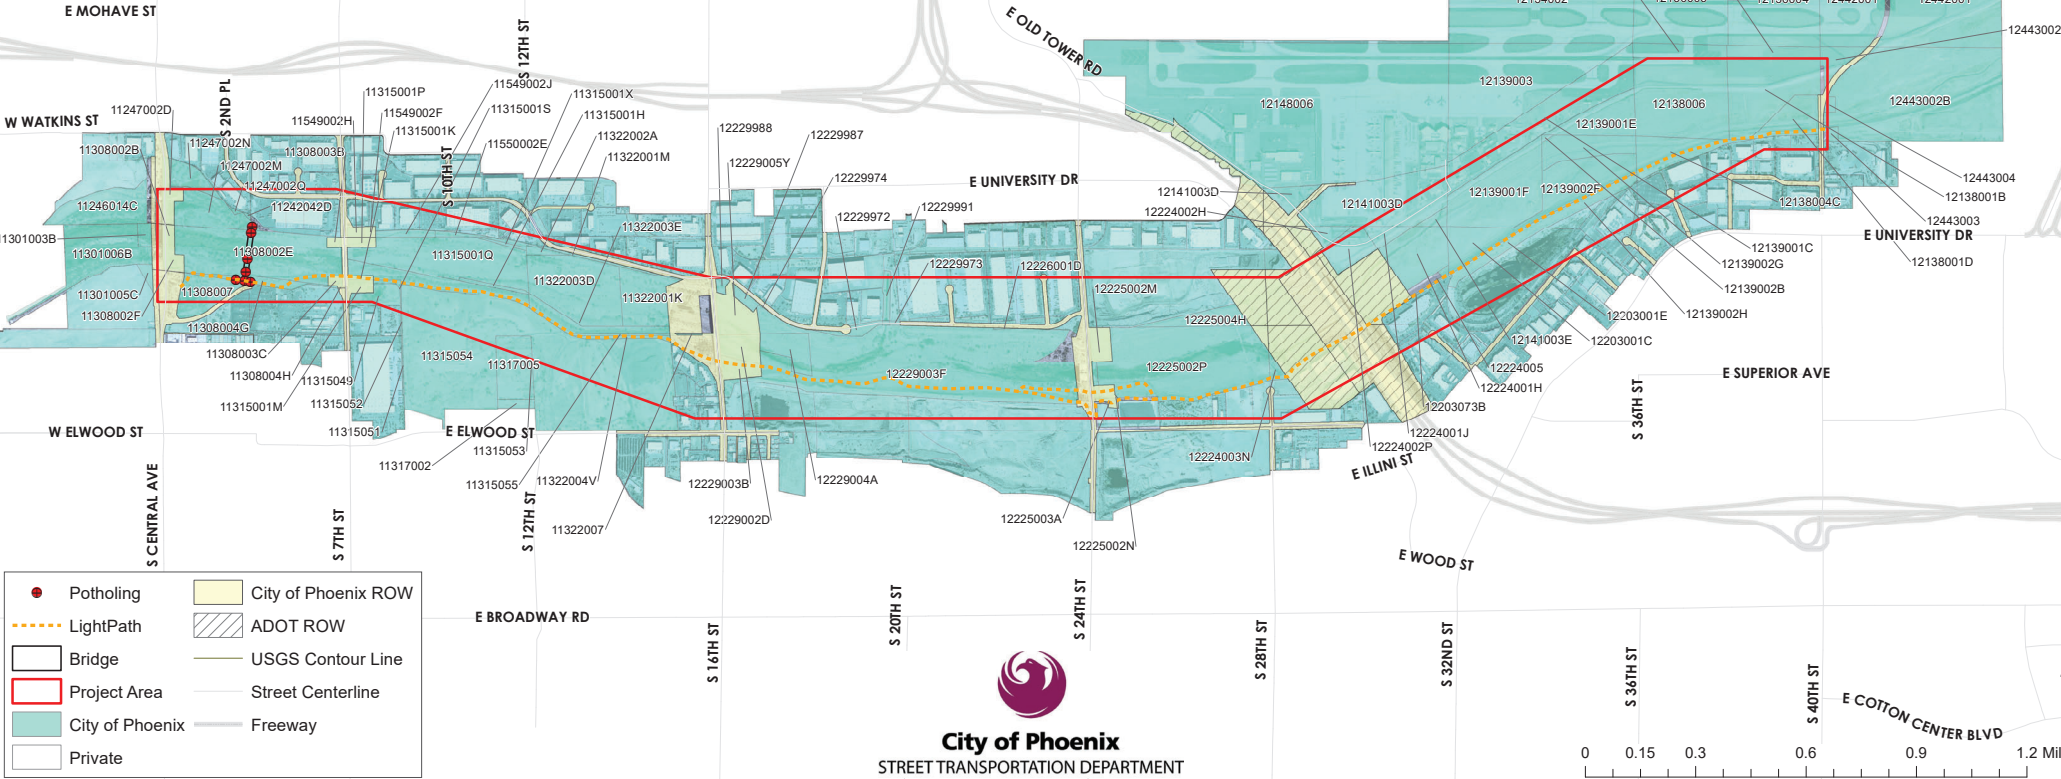 E MOHAVE ST
S 12TH ST
E OLD TOWER RD
12443002
W WATKINS ST
11247002D
S 2ND PL
11315001P
11549002H
11549002F
11315001K
11549002J
11315001S
11550002E
11315001X
11315001H
11322002A
11322001M
12229988
12229987
12229005Y
12229974
12229991
12229972
E UNIVERSITY DR
12148006
12139003
12138006
12139001E
12443002B
11308002B
11247002N
11308003B
11247002M
11247002Q
11242042D
11246014C
S 10TH ST
11301003B
11301006B
11308002E
11315001Q
11322003E
11322003D
11322001K
12229973
12226001D
12225002M
12225004H
12141003D
12224002H
12141003D
12139001F
12139002F
12443004
12138001B
12138004C
12443003
E UNIVERSITY DR
12138001D
12139001C
12139002G
12139002B
12139002H
12203001E
12203001C
12141003E
12224005
12224001H
12203073B
12224001J
12224002P
12224003N
11301005C
11308007
11308002F
11308004G
11308003C
11308004H
11315049
11315001M
11315052
11315051
11315054
11317005
12229003F
12225002P
E SUPERIOR AVE
S 36TH ST
W ELWOOD ST
E ELWOOD ST
11315053
11317002
11315055
11322004V
11322007
12229003B
12229002D
12229004A
12225003A
12225002N
E ILLINI ST
S CENTRAL AVE
S 7TH ST
S 12TH ST
E WOOD ST
E BROADWAY RD
S 16TH ST
S 20TH ST
S 24TH ST
S 28TH ST
S 32ND ST
S 36TH ST
S 40TH ST
E COTTON CENTER BLVD
Potholing
LightPath
Bridge
Project Area
City of Phoenix
Private
City of Phoenix ROW
ADOT ROW
USGS Contour Line
Street Centerline
Freeway
City of Phoenix
STREET TRANSPORTATION DEPARTMENT
0 0.15 0.3 0.6 0.9 1.2 Mil